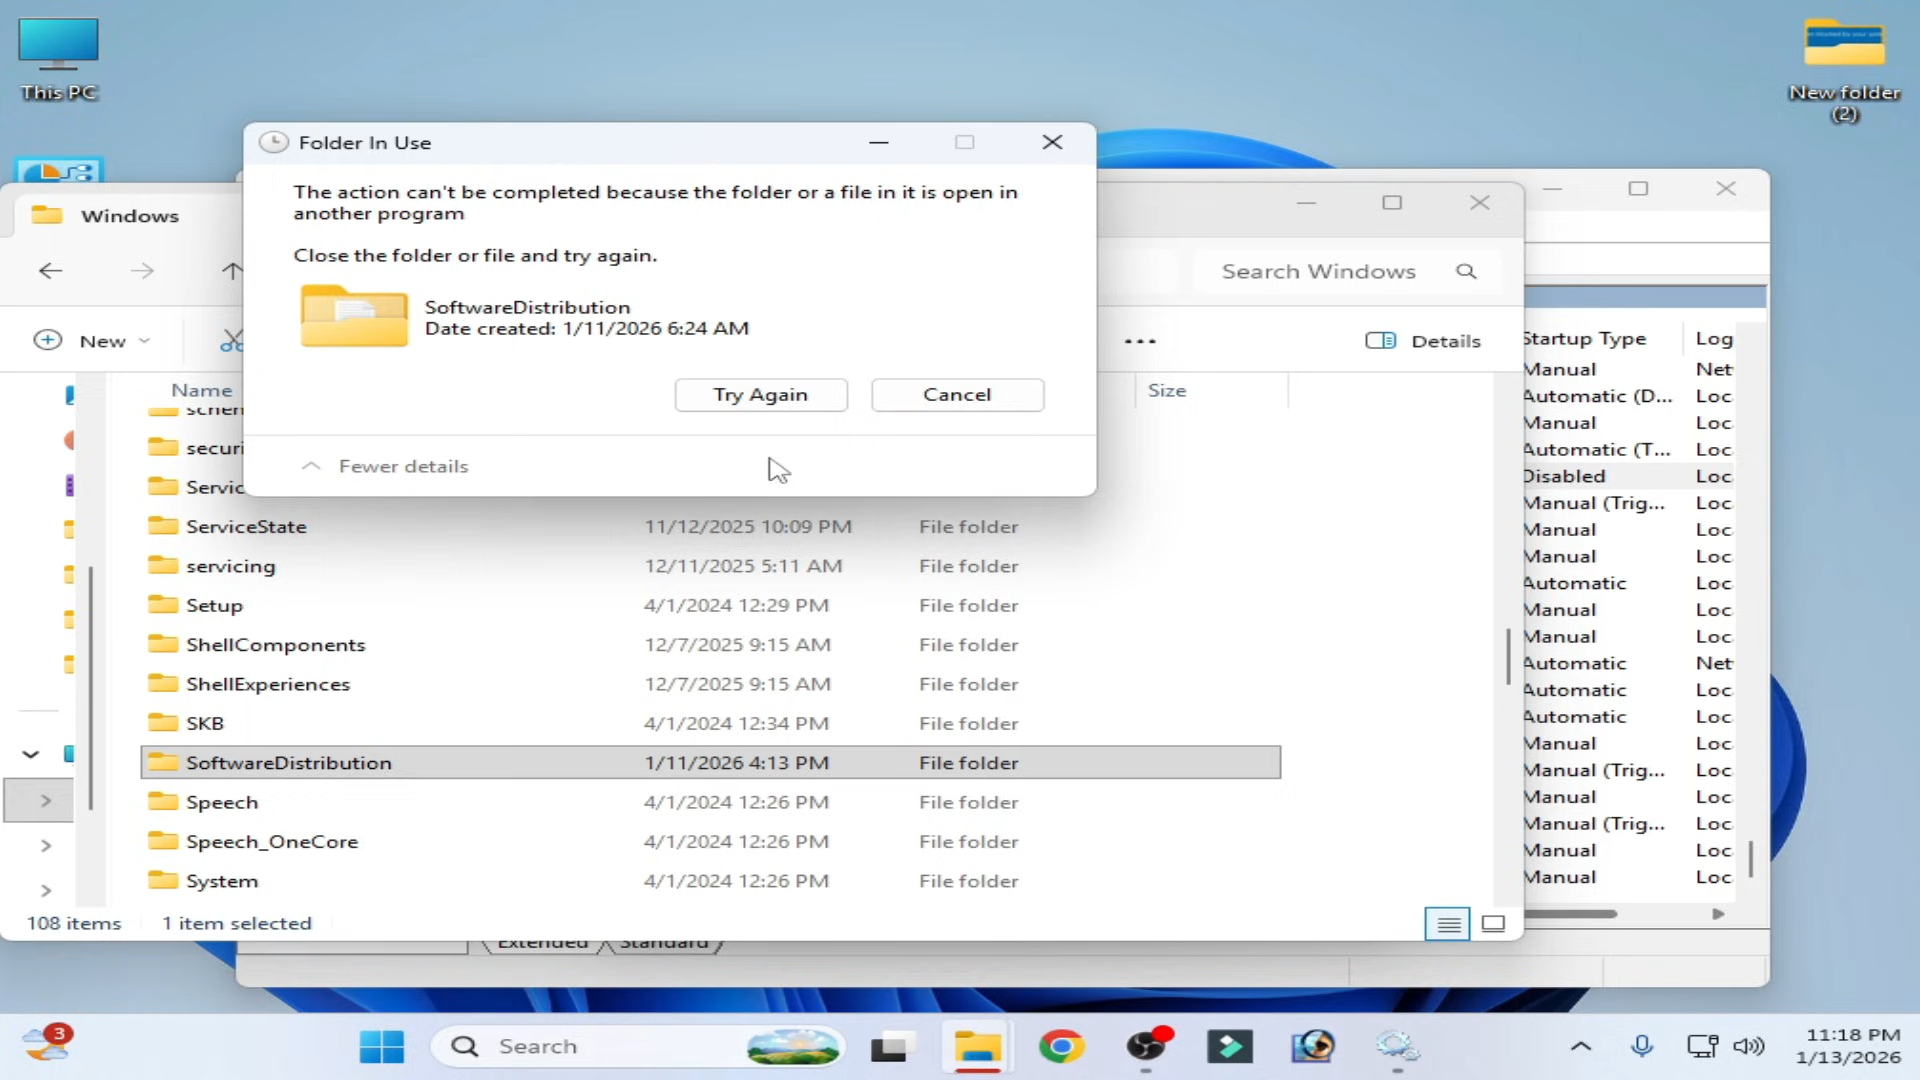 This PC
New folder
(2)
Folder In Use
The action can't be completed because the folder or a file in it is open in
another program
Close the folder or file and try again.
SoftwareDistribution
Date created: 1/11/2026 6:24 AM
Try Again
Cancel
Fewer details
Windows
Search Windows
New
Details
Name
Size
securi
Servic
ServiceState 11/12/2025 10:09 PM File folder
servicing 12/11/2025 5:11 AM File folder
Setup 4/1/2024 12:29 PM File folder
ShellComponents 12/7/2025 9:15 AM File folder
ShellExperiences 12/7/2025 9:15 AM File folder
SKB 4/1/2024 12:34 PM File folder
SoftwareDistribution 1/11/2026 4:13 PM File folder
Speech 4/1/2024 12:26 PM File folder
Speech_OneCore 4/1/2024 12:26 PM File folder
System 4/1/2024 12:26 PM File folder
108 items 1 item selected
Startup Type Log
Manual Net
Automatic (D... Loc
Manual Loc
Automatic (T... Loc
Disabled Loc
Manual (Trig... Loc
Manual Loc
Manual Loc
Automatic Loc
Manual Loc
Manual Loc
Automatic Net
Automatic Loc
Automatic Loc
Manual Loc
Manual (Trig... Loc
Manual Loc
Manual (Trig... Loc
Manual Loc
Manual Loc
Extended Standard
3
Search
11:18 PM
1/13/2026